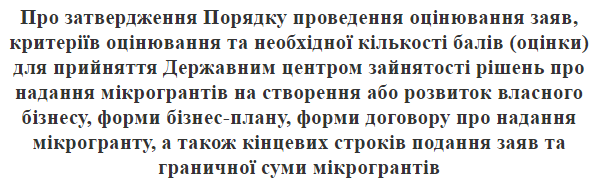 Про затвердження Порядку проведення оцінювання заяв,
критеріїв оцінювання та необхідної кількості балів (оцінки)
для прийняття Державним центром зайнятості рішень про
надання мікрогрантів на створення або розвиток власного
бізнесу, форми бізнес-плану, форми договору про надання
мікрогранту, а також кінцевих строків подання заяв та
граничної суми мікрогрантів